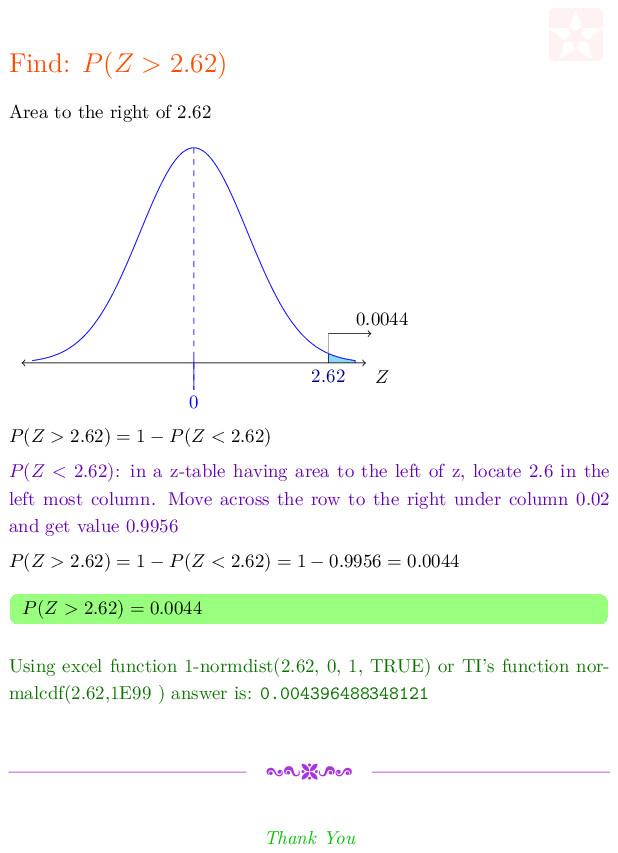 Find: P(Z > 2.62)
Area to the right of 2.62
0.0044
2.62
Z
0
P(Z > 2.62) = 1 − P(Z < 2.62)
P(Z < 2.62): in a z-table having area to the left of z, locate 2.6 in the
left most column. Move across the row to the right under column 0.02
and get value 0.9956
P(Z > 2.62) = 1 − P(Z < 2.62) = 1 − 0.9956 = 0.0044
P(Z > 2.62) = 0.0044
Using excel function 1-normdist(2.62, 0, 1, TRUE) or TI's function nor-
malcdf(2.62,1E99 ) answer is: 0.004396488348121
Thank You